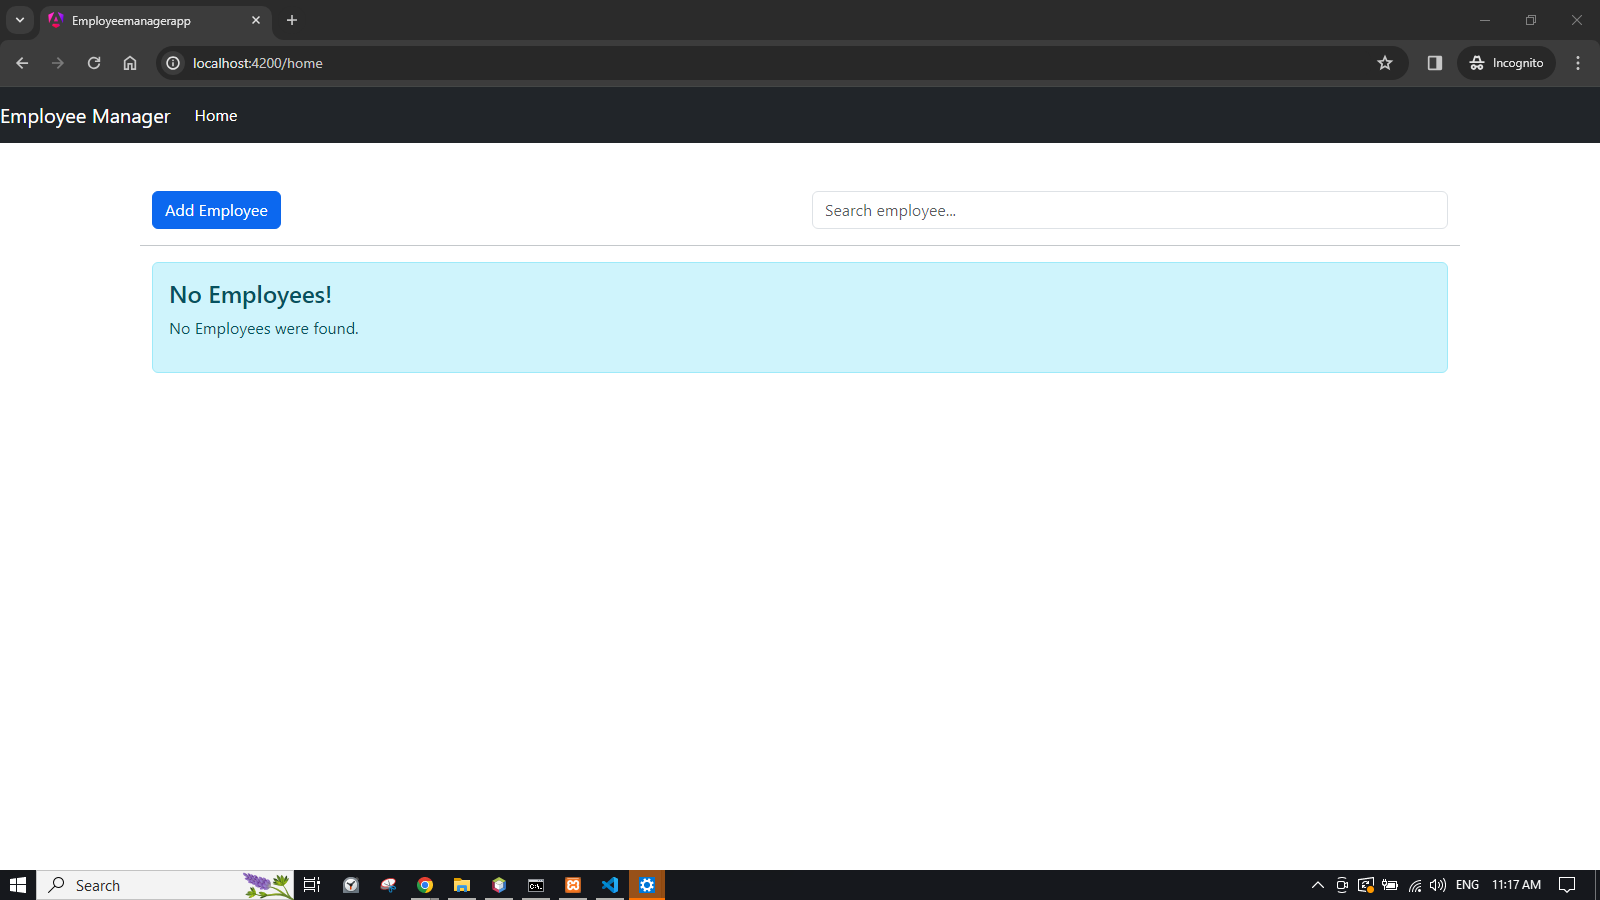 Employeemanagerapp
localhost:4200/home
Incognito
Employee Manager
Home
Add Employee
Search employee...
No Employees!
No Employees were found.
Search
ENG
11:17 AM